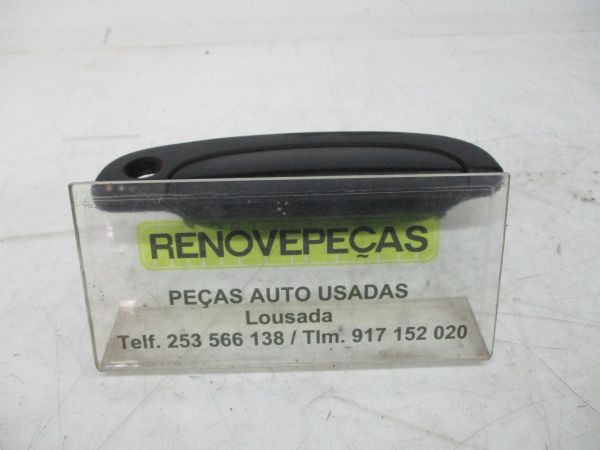 RENOVEPEÇAS
PEÇAS AUTO USADAS
Lousada
Telf. 253 566 138 / Tlm. 917 152 020